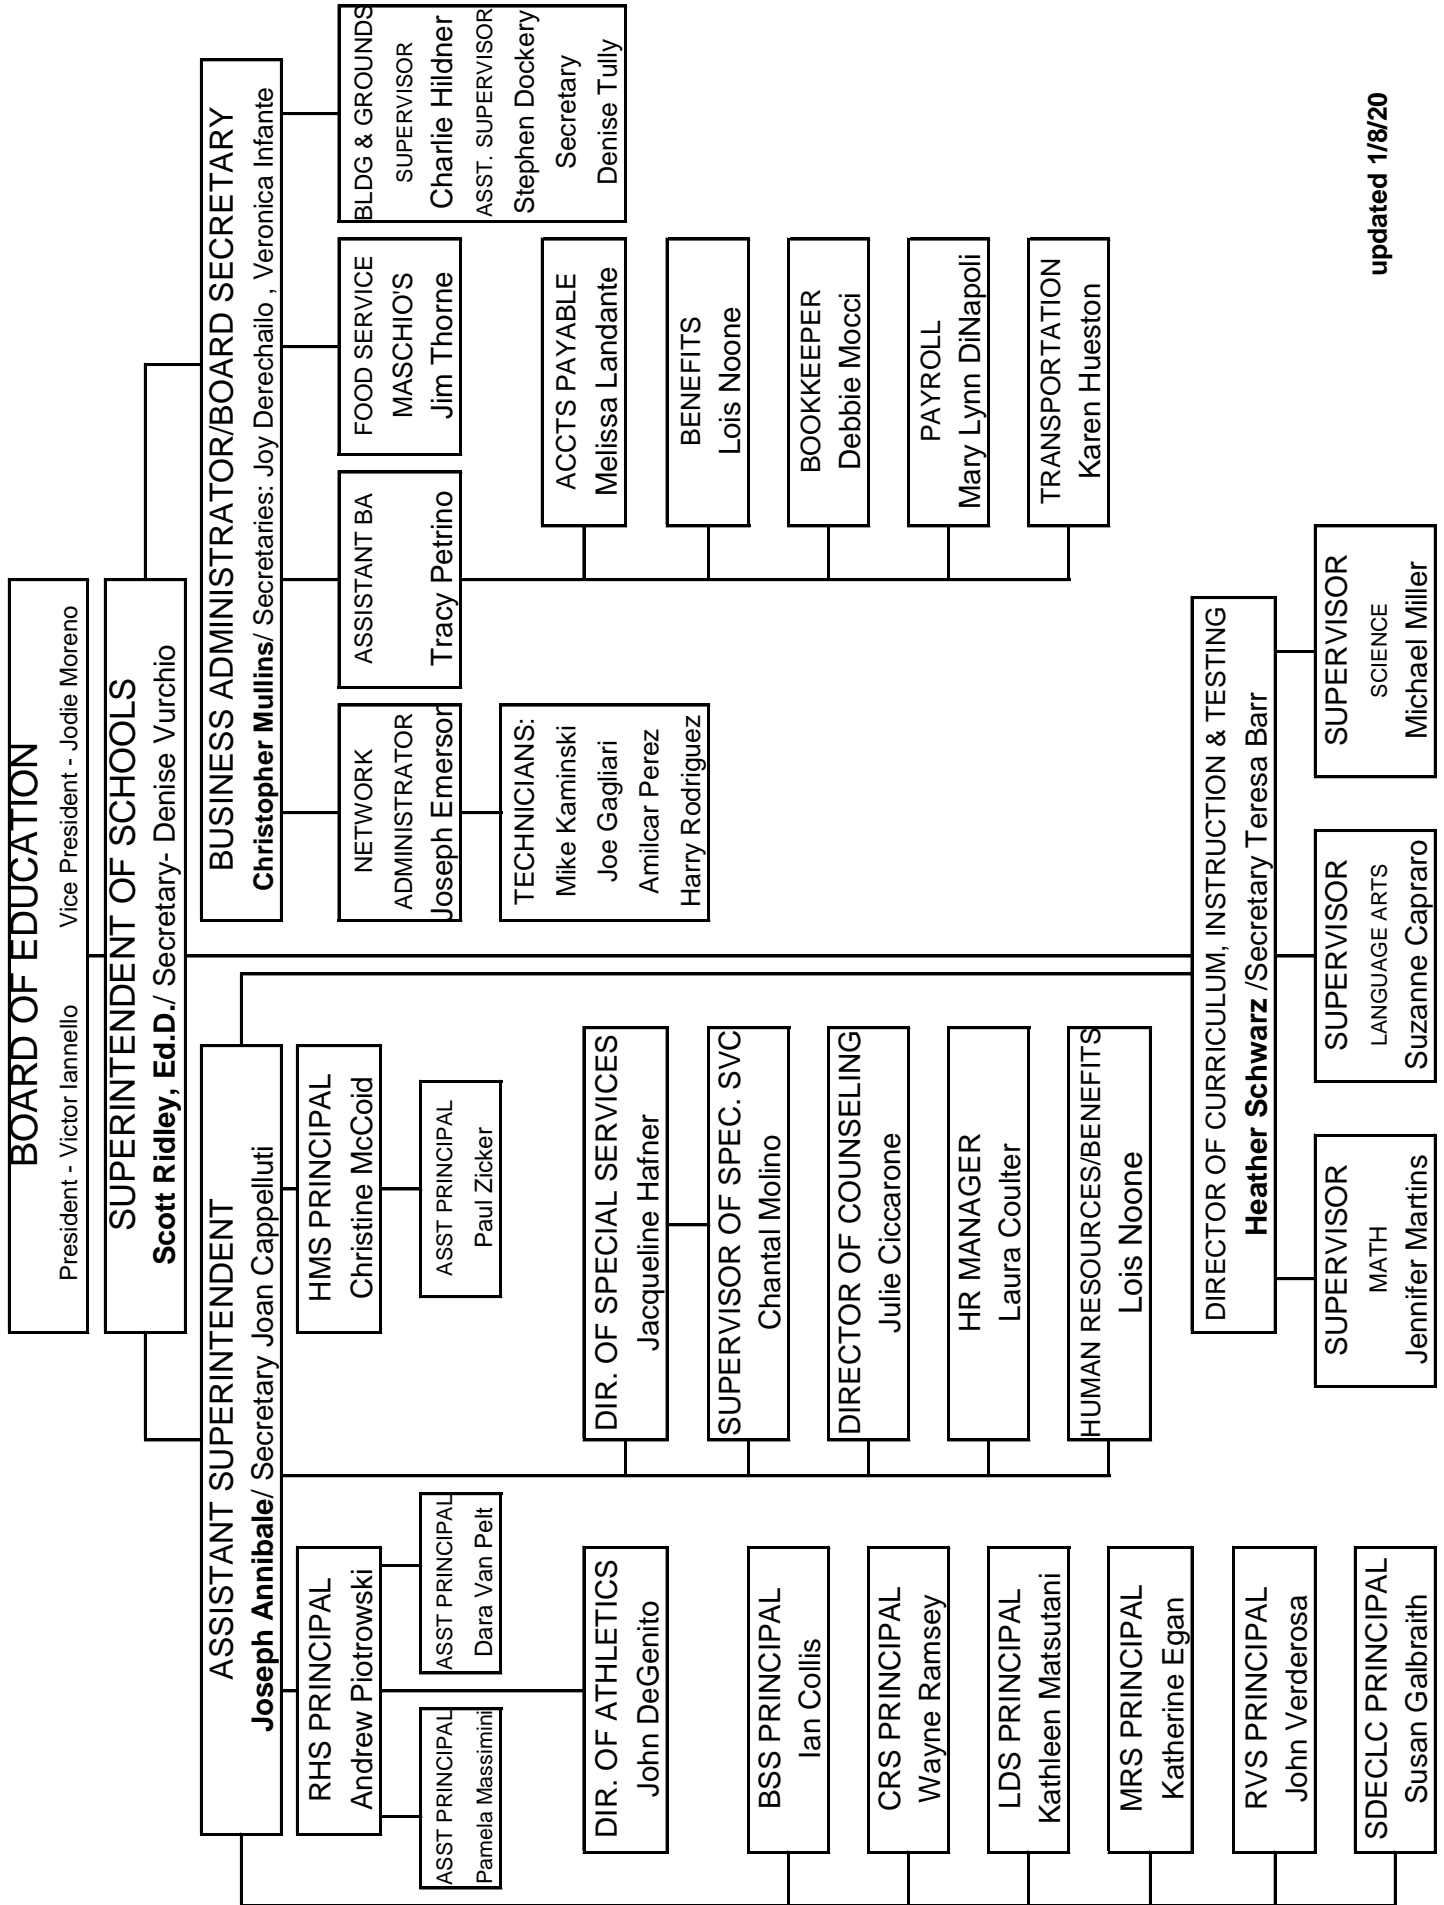 BOARD OF EDUCATION
President - Victor Iannello Vice President - Jodie Moreno
SUPERINTENDENT OF SCHOOLS
Scott Ridley, Ed.D./ Secretary- Denise Vurchio
ASSISTANT SUPERINTENDENT
Joseph Annibale/ Secretary Joan Cappelluti
BUSINESS ADMINISTRATOR/BOARD SECRETARY
Christopher Mullins/ Secretaries: Joy Derechailo , Veronica Infante
RHS PRINCIPAL
Andrew Piotrowski
HMS PRINCIPAL
Christine McCoid
ASST PRINCIPAL
Pamela Massimini
ASST PRINCIPAL
Dara Van Pelt
ASST PRINCIPAL
Paul Zicker
DIR. OF ATHLETICS
John DeGenito
BSS PRINCIPAL
Ian Collis
CRS PRINCIPAL
Wayne Ramsey
LDS PRINCIPAL
Kathleen Matsutani
MRS PRINCIPAL
Katherine Egan
RVS PRINCIPAL
John Verderosa
SDECLC PRINCIPAL
Susan Galbraith
DIR. OF SPECIAL SERVICES
Jacqueline Hafner
SUPERVISOR OF SPEC. SVC
Chantal Molino
DIRECTOR OF COUNSELING
Julie Ciccarone
HR MANAGER
Laura Coulter
HUMAN RESOURCES/BENEFITS
Lois Noone
NETWORK
ADMINISTRATOR
Joseph Emerson
TECHNICIANS:
Mike Kaminski
Joe Gagliari
Amilcar Perez
Harry Rodriguez
ASSISTANT BA
Tracy Petrino
FOOD SERVICE
MASCHIO'S
Jim Thorne
BLDG & GROUNDS
SUPERVISOR
Charlie Hildner
ASST. SUPERVISOR
Stephen Dockery
Secretary
Denise Tully
ACCTS PAYABLE
Melissa Landante
BENEFITS
Lois Noone
BOOKKEEPER
Debbie Mocci
PAYROLL
Mary Lynn DiNapoli
TRANSPORTATION
Karen Hueston
DIRECTOR OF CURRICULUM, INSTRUCTION & TESTING
Heather Schwarz /Secretary Teresa Barr
SUPERVISOR
MATH
Jennifer Martins
SUPERVISOR
LANGUAGE ARTS
Suzanne Capraro
SUPERVISOR
SCIENCE
Michael Miller
updated 1/8/20